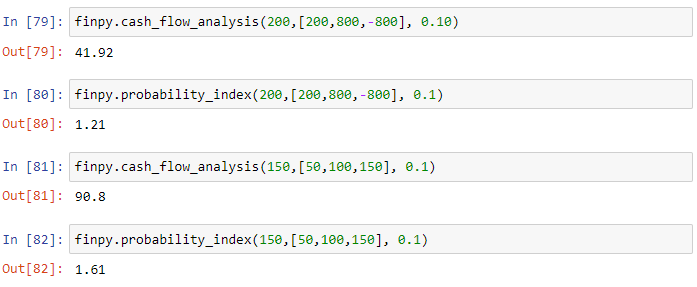 In [79]: finpy.cash_flow_analysis(200,[200,800,-800], 0.10)
Out[79]: 41.92
In [80]: finpy.probability_index(200,[200,800,-800], 0.1)
Out[80]: 1.21
In [81]: finpy.cash_flow_analysis(150,[50,100,150], 0.1)
Out[81]: 90.8
In [82]: finpy.probability_index(150,[50,100,150], 0.1)
Out[82]: 1.61